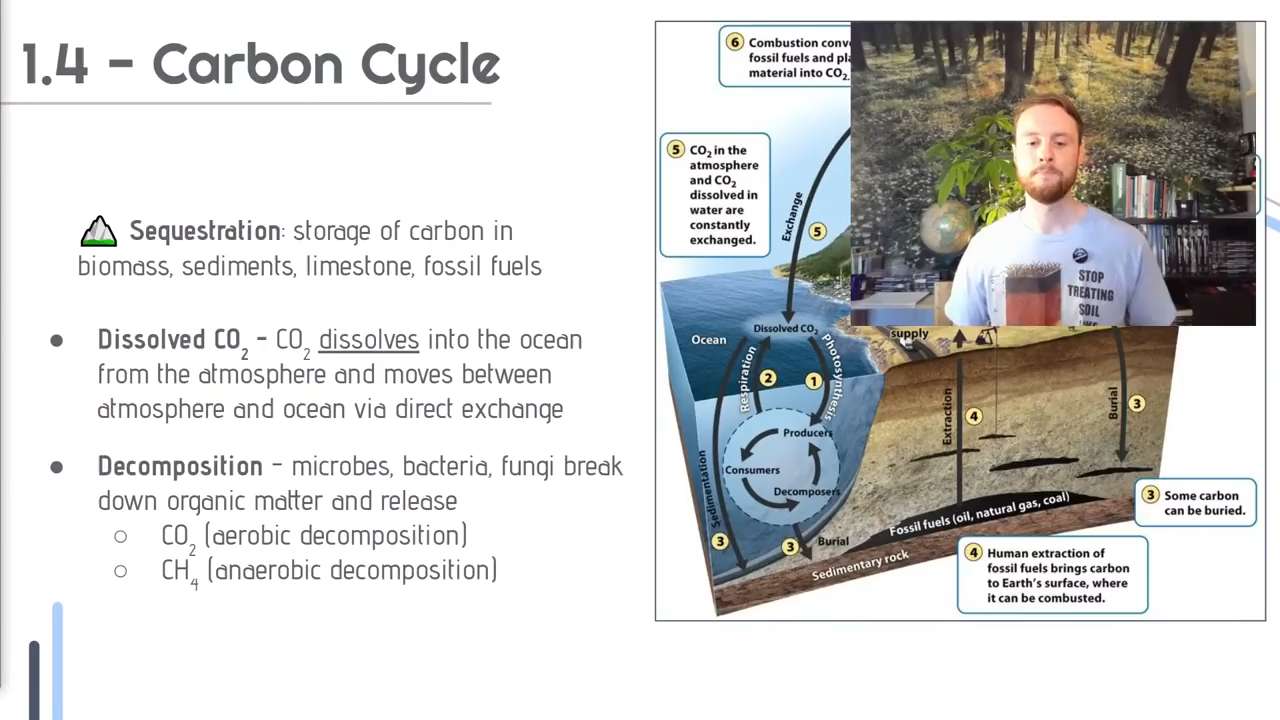 1.4 - Carbon Cycle
Sequestration: storage of carbon in
biomass, sediments, limestone, fossil fuels
● Dissolved CO₂ - CO₂ dissolves into the ocean
from the atmosphere and moves between
atmosphere and ocean via direct exchange
● Decomposition - microbes, bacteria, fungi break
down organic matter and release
○ CO₂ (aerobic decomposition)
○ CH₄ (anaerobic decomposition)
6 Combustion
fossil fuels and
material into CO₂.
5 CO₂ in the
atmosphere
and CO₂
dissolved in
water are
constantly
exchanged.
Exchange
5
STOP
TREATING
SOIL
Ocean
Dissolved CO₂
supply
Respiration
2
1
Photosynthesis
Producers
Consumers
Decomposers
Sedimentation
3
3
Burial
Sedimentary rock
Extraction
4
Burial
3
Fossil fuels (oil, natural gas, coal)
3 Some carbon
can be buried.
4 Human extraction of
fossil fuels brings carbon
to Earth's surface, where
it can be combusted.